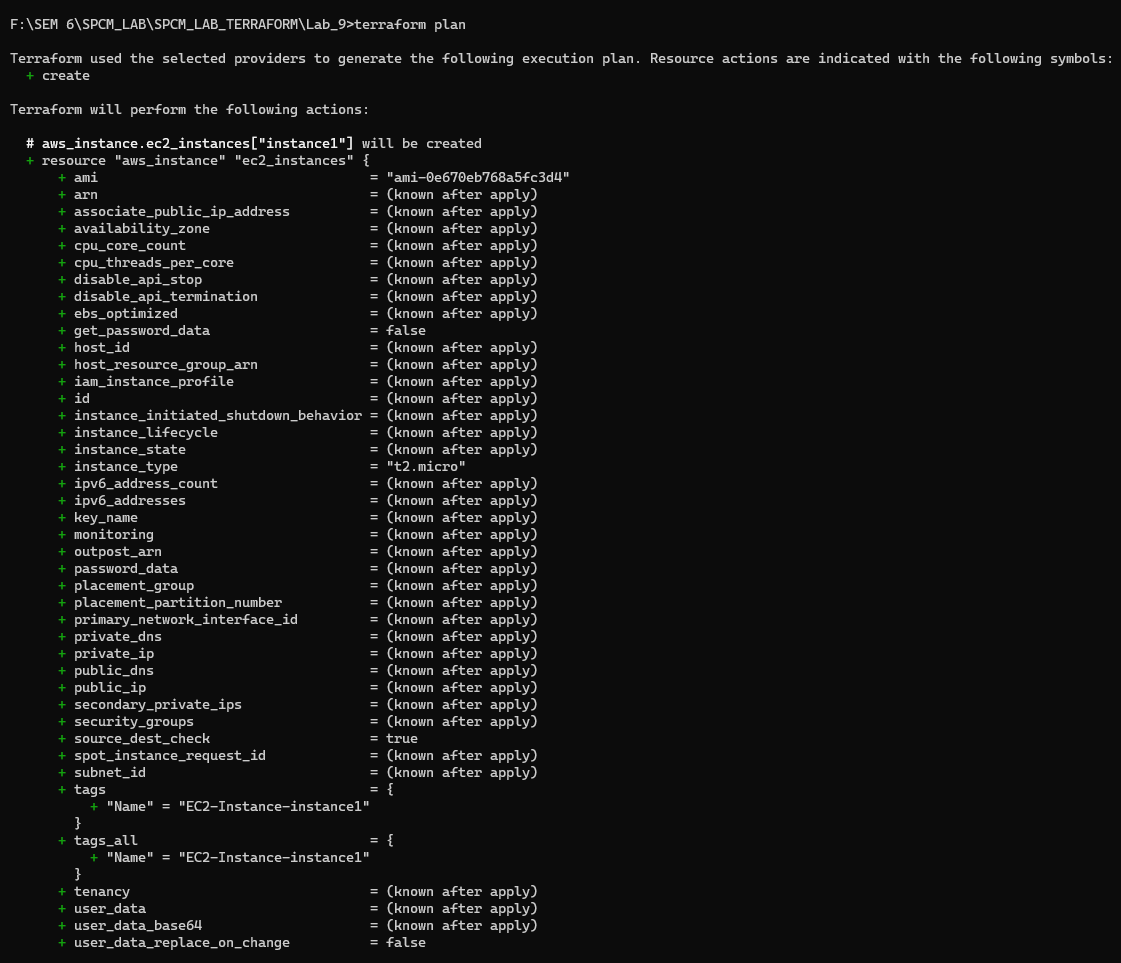 F:\SEM 6\SPCM_LAB\SPCM_LAB_TERRAFORM\Lab_9>terraform plan

Terraform used the selected providers to generate the following execution plan. Resource actions are indicated with the following symbols:
  + create

Terraform will perform the following actions:

  # aws_instance.ec2_instances["instance1"] will be created
  + resource "aws_instance" "ec2_instances" {
      + ami                                  = "ami-0e670eb768a5fc3d4"
      + arn                                  = (known after apply)
      + associate_public_ip_address          = (known after apply)
      + availability_zone                    = (known after apply)
      + cpu_core_count                       = (known after apply)
      + cpu_threads_per_core                 = (known after apply)
      + disable_api_stop                     = (known after apply)
      + disable_api_termination              = (known after apply)
      + ebs_optimized                        = (known after apply)
      + get_password_data                    = false
      + host_id                              = (known after apply)
      + host_resource_group_arn              = (known after apply)
      + iam_instance_profile                 = (known after apply)
      + id                                   = (known after apply)
      + instance_initiated_shutdown_behavior = (known after apply)
      + instance_lifecycle                   = (known after apply)
      + instance_state                       = (known after apply)
      + instance_type                        = "t2.micro"
      + ipv6_address_count                   = (known after apply)
      + ipv6_addresses                       = (known after apply)
      + key_name                             = (known after apply)
      + monitoring                           = (known after apply)
      + outpost_arn                          = (known after apply)
      + password_data                        = (known after apply)
      + placement_group                      = (known after apply)
      + placement_partition_number           = (known after apply)
      + primary_network_interface_id         = (known after apply)
      + private_dns                          = (known after apply)
      + private_ip                           = (known after apply)
      + public_dns                           = (known after apply)
      + public_ip                            = (known after apply)
      + secondary_private_ips                = (known after apply)
      + security_groups                      = (known after apply)
      + source_dest_check                    = true
      + spot_instance_request_id             = (known after apply)
      + subnet_id                            = (known after apply)
      + tags                                 = {
          + "Name" = "EC2-Instance-instance1"
        }
      + tags_all                             = {
          + "Name" = "EC2-Instance-instance1"
        }
      + tenancy                              = (known after apply)
      + user_data                            = (known after apply)
      + user_data_base64                     = (known after apply)
      + user_data_replace_on_change          = false